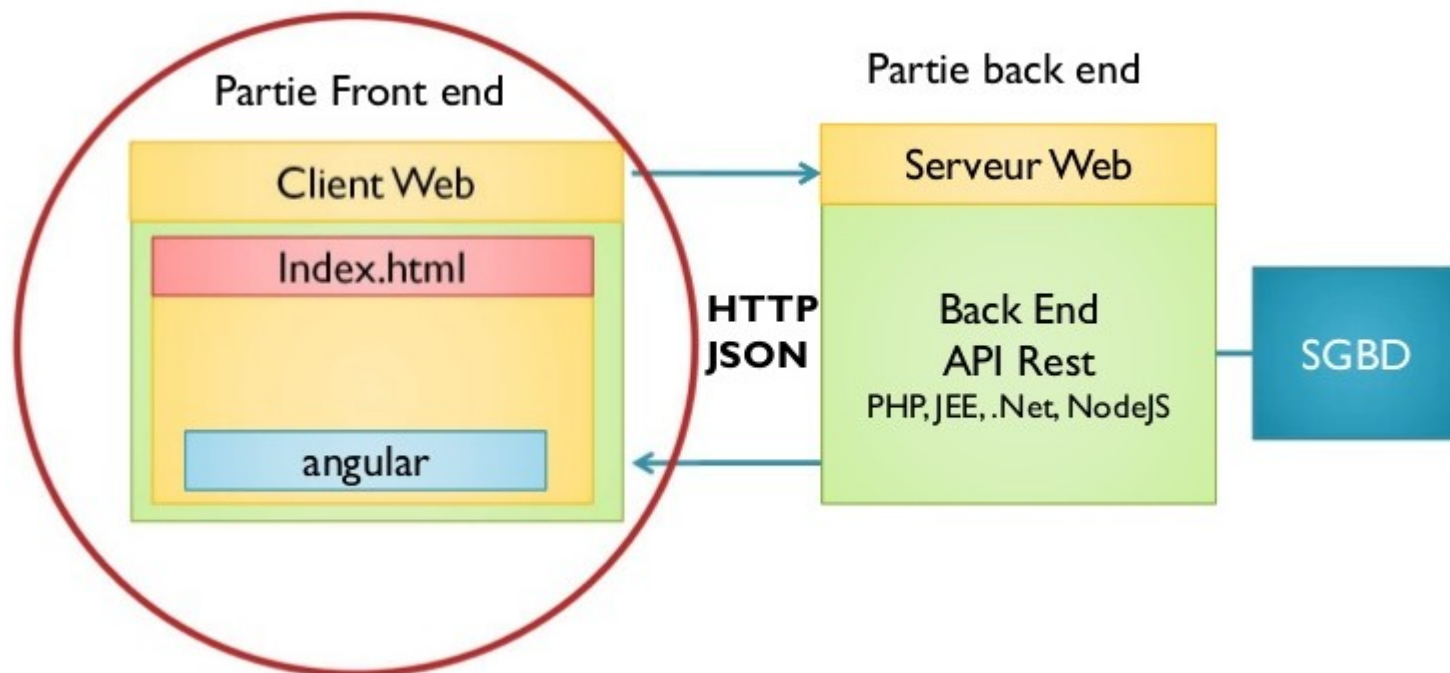 Partie Front end
Client Web
Index.html
angular
HTTP
JSON
Partie back end
Serveur Web
Back End
API Rest
PHP, JEE, .Net, NodeJS
SGBD